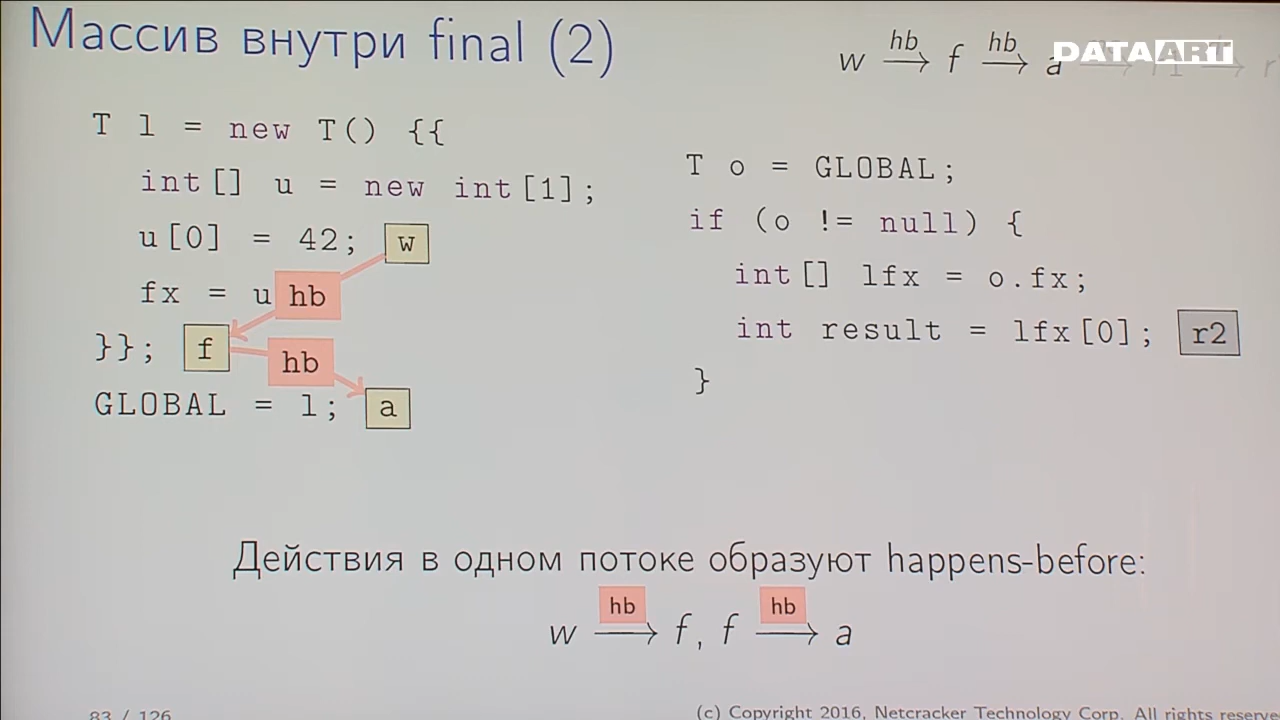 Массив внутри final (2)
w hb f hb a
DATAART
T l = new T() {{
int[] u = new int[1];
u[0] = 42; w
fx = u hb
}}; f hb
GLOBAL = l; a
T o = GLOBAL;
if (o != null) {
int[] lfx = o.fx;
int result = lfx[0]; r2
}
Действия в одном потоке образуют happens-before:
w hb → f, f hb → a
83 / 126
(c) Copyright 2016, Netcracker Technology Corp. All rights reserve